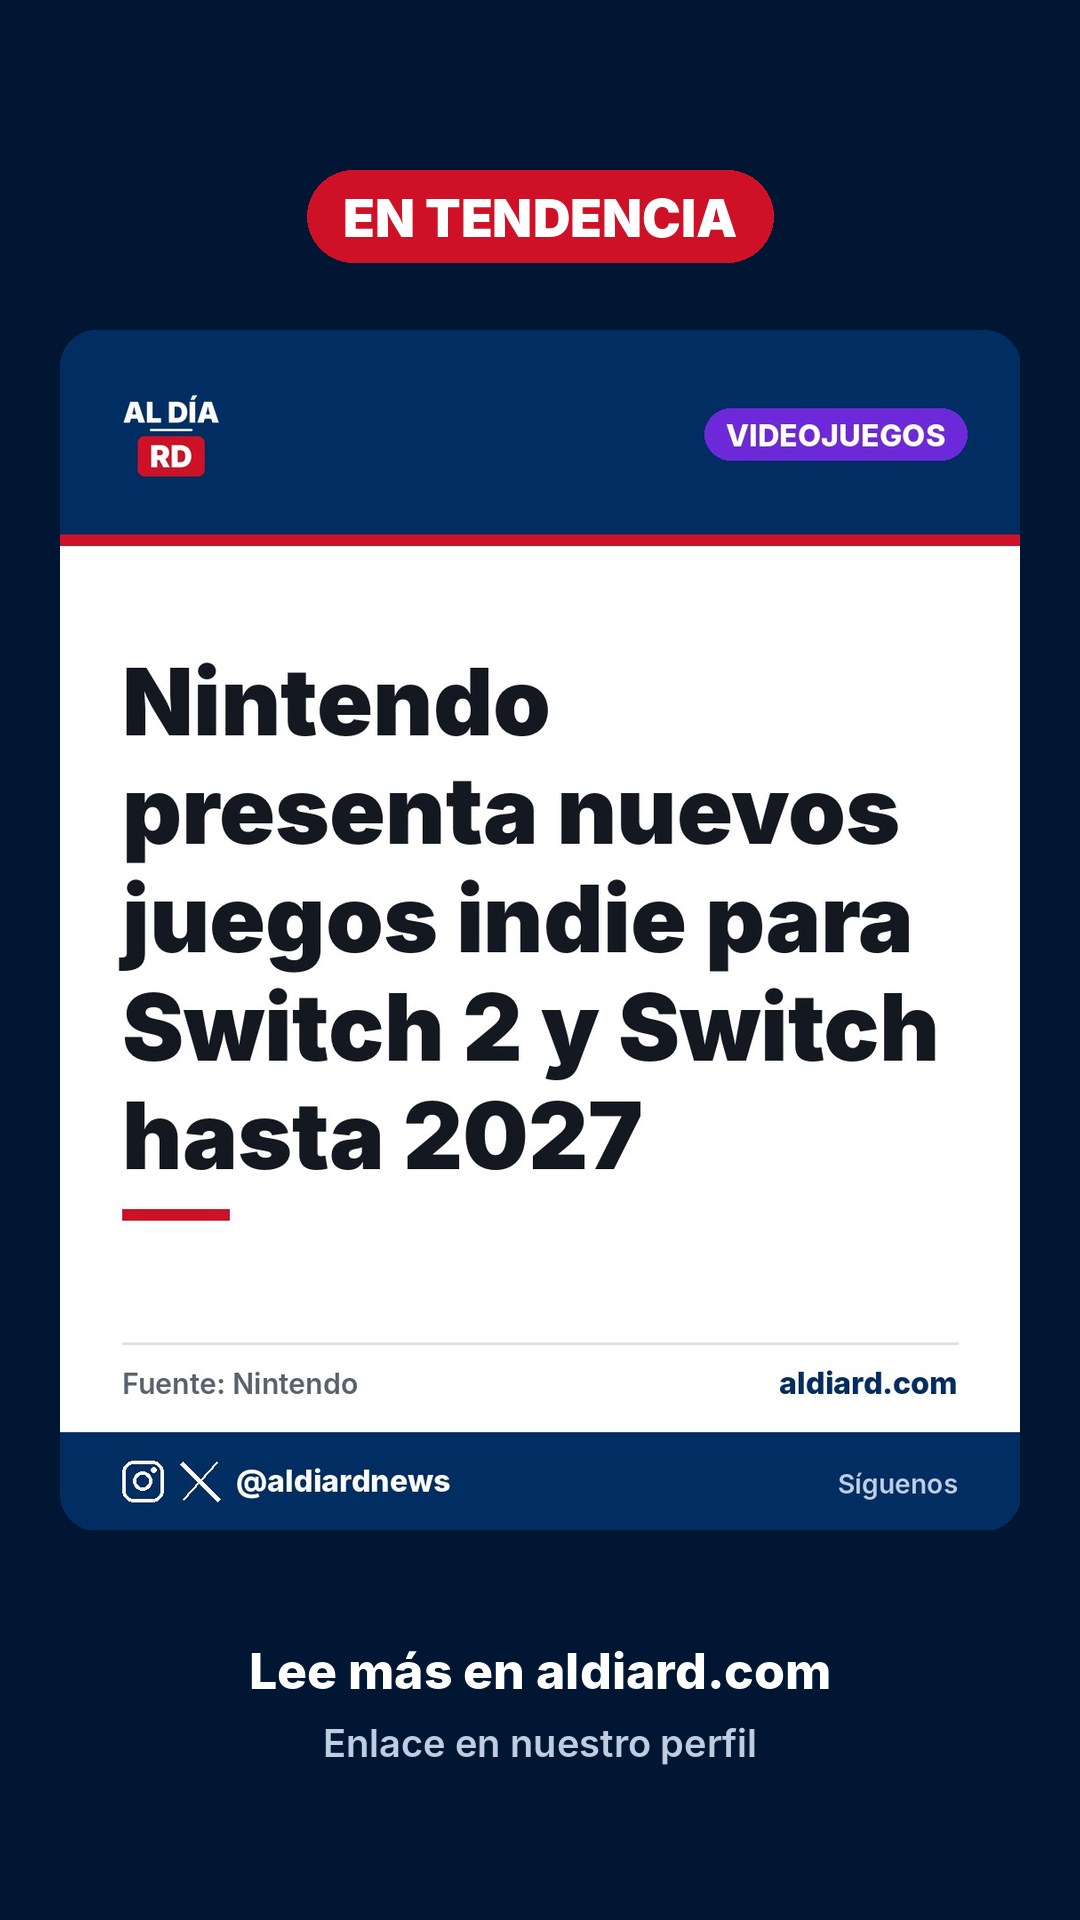 EN TENDENCIA
AL DÍA
RD
VIDEOJUEGOS
Nintendo
presenta nuevos
juegos indie para
Switch 2 y Switch
hasta 2027
Fuente: Nintendo
aldiard.com
@aldiardnews
Síguenos
Lee más en aldiard.com
Enlace en nuestro perfil